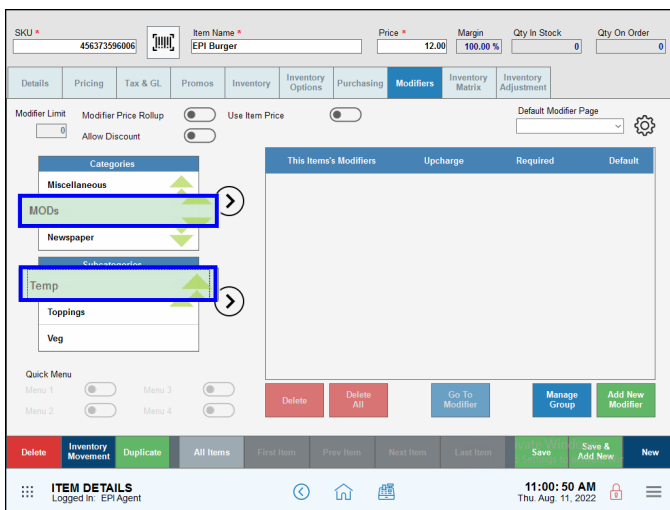 SKU * Item Name * Price * Margin Qty In Stock Qty On Order
456373596006 EPI Burger 12.00 100.00 % 0 0
Details Pricing Tax & GL Promos Inventory Inventory Options Purchasing Modifiers Inventory Matrix Inventory Adjustment
Modifier Limit Modifier Price Rollup Use Item Price Default Modifier Page
0 Allow Discount
Categories
Miscellaneous
MODs
Newspaper
Subcategories
Temp
Toppings
Veg
This Items's Modifiers Upcharge Required Default
Quick Menu
Menu 1 Menu 3
Menu 2 Menu 4
Delete Delete All Go To Modifier Manage Group Add New Modifier
Delete Inventory Movement Duplicate All Items First Item Prev Item Next Item Last Item Save Save & Add New New
ITEM DETAILS
Logged In: EPI Agent
11:00: 50 AM
Thu. Aug. 11, 2022